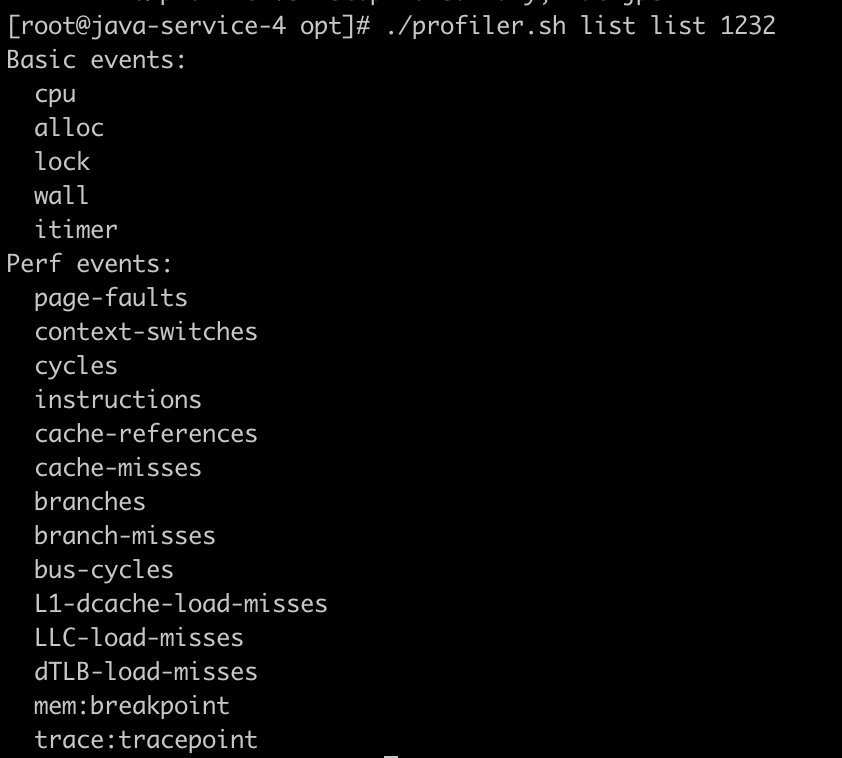 [root@java-service-4 opt]# ./profiler.sh list list 1232
Basic events:
  cpu
  alloc
  lock
  wall
  itimer
Perf events:
  page-faults
  context-switches
  cycles
  instructions
  cache-references
  cache-misses
  branches
  branch-misses
  bus-cycles
  L1-dcache-load-misses
  LLC-load-misses
  dTLB-load-misses
  mem:breakpoint
  trace:tracepoint